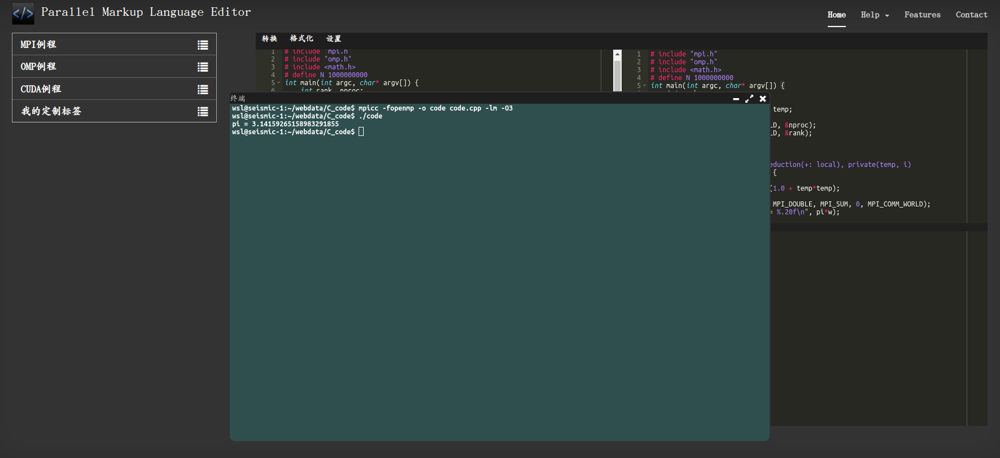 Parallel Markup Language Editor
Home Help Features Contact
MPI例程
OMP例程
CUDA例程
我的定制标签
转换 格式化 设置
1 # include "mpi.h"
2 # include "omp.h"
3 # include <math.h>
4 # define N 1000000000
5 int main(int argc, char* argv[]) {
6 int rank, nproc;
1 # include "mpi.h"
2 # include "omp.h"
3 # include <math.h>
4 # define N 1000000000
5 int main(int argc, char* argv[]) {
temp;
LD, &nproc);
LD, &rank);
eduction(+: local), private(temp, i)
{
(1.0 + temp*temp);
MPI_DOUBLE, MPI_SUM, 0, MPI_COMM_WORLD);
= %.20f\n", pi*w);
终端
wsl@seismic-1:~/webdata/C_code$ mpicc -fopenmp -o code code.cpp -lm -O3
wsl@seismic-1:~/webdata/C_code$ ./code
pi = 3.14159265158983291855
wsl@seismic-1:~/webdata/C_code$